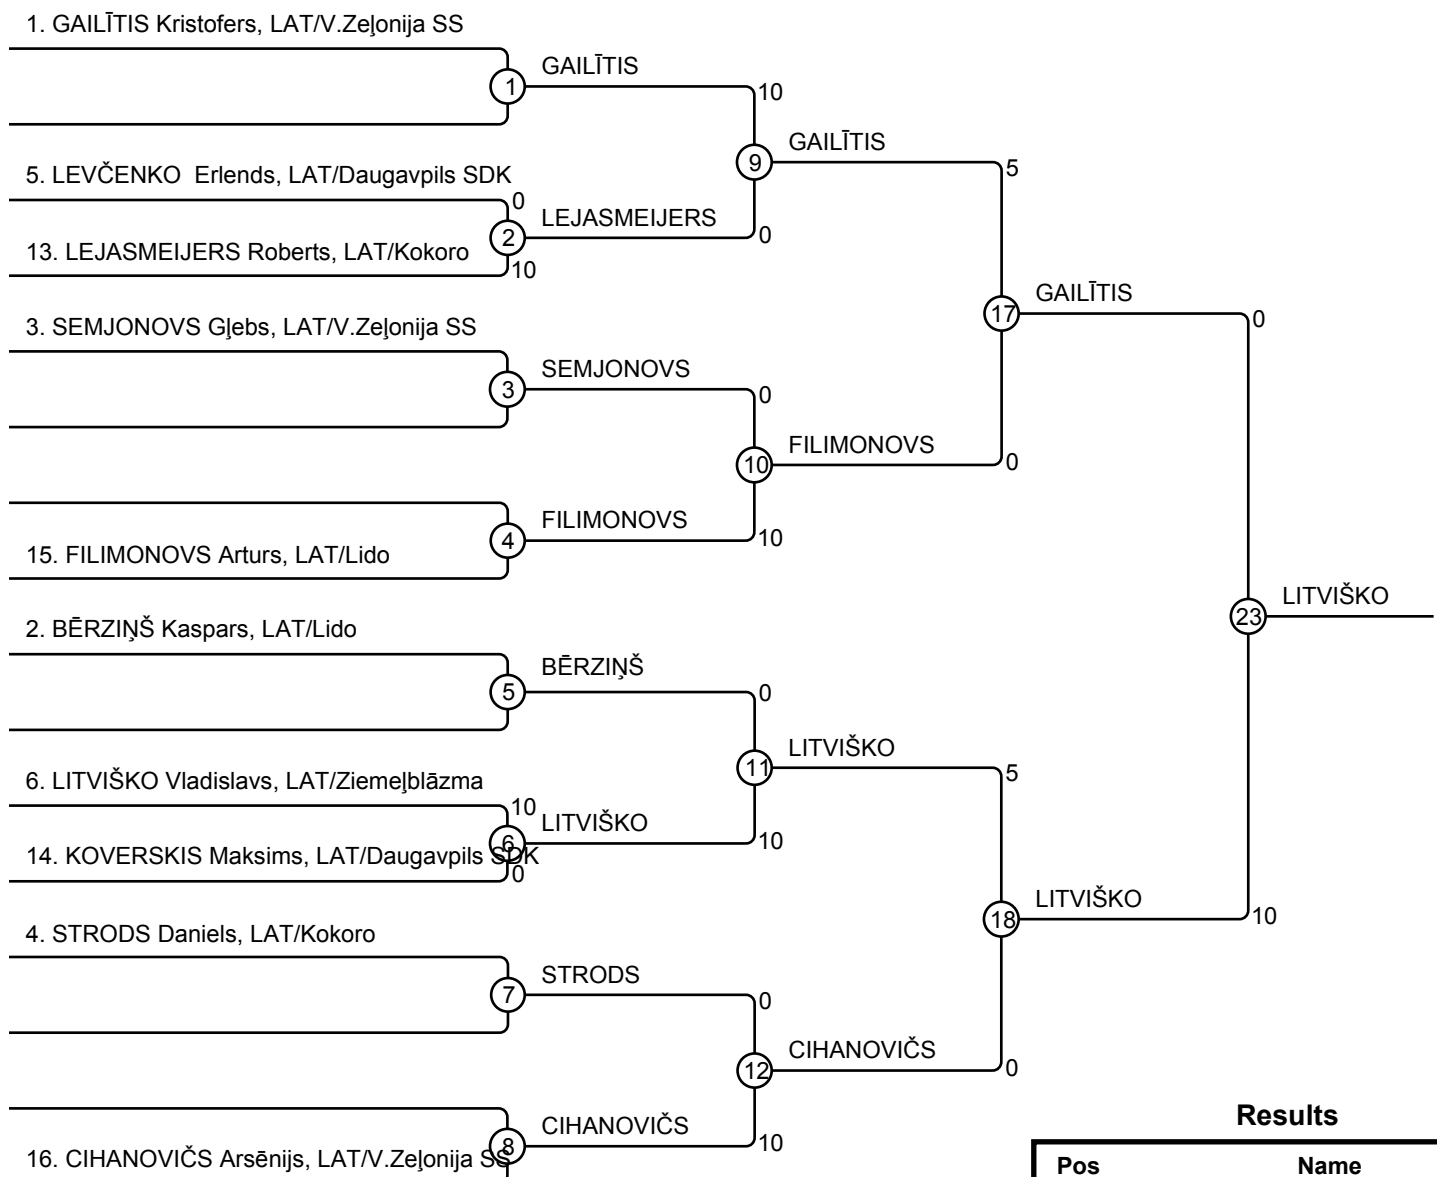 1. GAILĪTIS Kristofers, LAT/V.Zeļonija SS
1
GAILĪTIS
10
5. LEVČENKO  Erlends, LAT/Daugavpils SDK
0
13. LEJASMEIJERS Roberts, LAT/Kokoro
10
2
LEJASMEIJERS
0
9
GAILĪTIS
5
3. SEMJONOVS Gļebs, LAT/V.Zeļonija SS
3
SEMJONOVS
0
15. FILIMONOVS Arturs, LAT/Lido
4
FILIMONOVS
10
10
FILIMONOVS
0
17
GAILĪTIS
0
2. BĒRZIŅŠ Kaspars, LAT/Lido
5
BĒRZIŅŠ
0
6. LITVIŠKO Vladislavs, LAT/Ziemeļblāzma
10
14. KOVERSKIS Maksims, LAT/Daugavpils SDK
0
6
LITVIŠKO
10
11
LITVIŠKO
5
4. STRODS Daniels, LAT/Kokoro
7
STRODS
0
16. CIHANOVIČS Arsēnijs, LAT/V.Zeļonija SS
8
CIHANOVIČS
10
12
CIHANOVIČS
0
18
LITVIŠKO
10
23
LITVIŠKO
Results
Pos Name